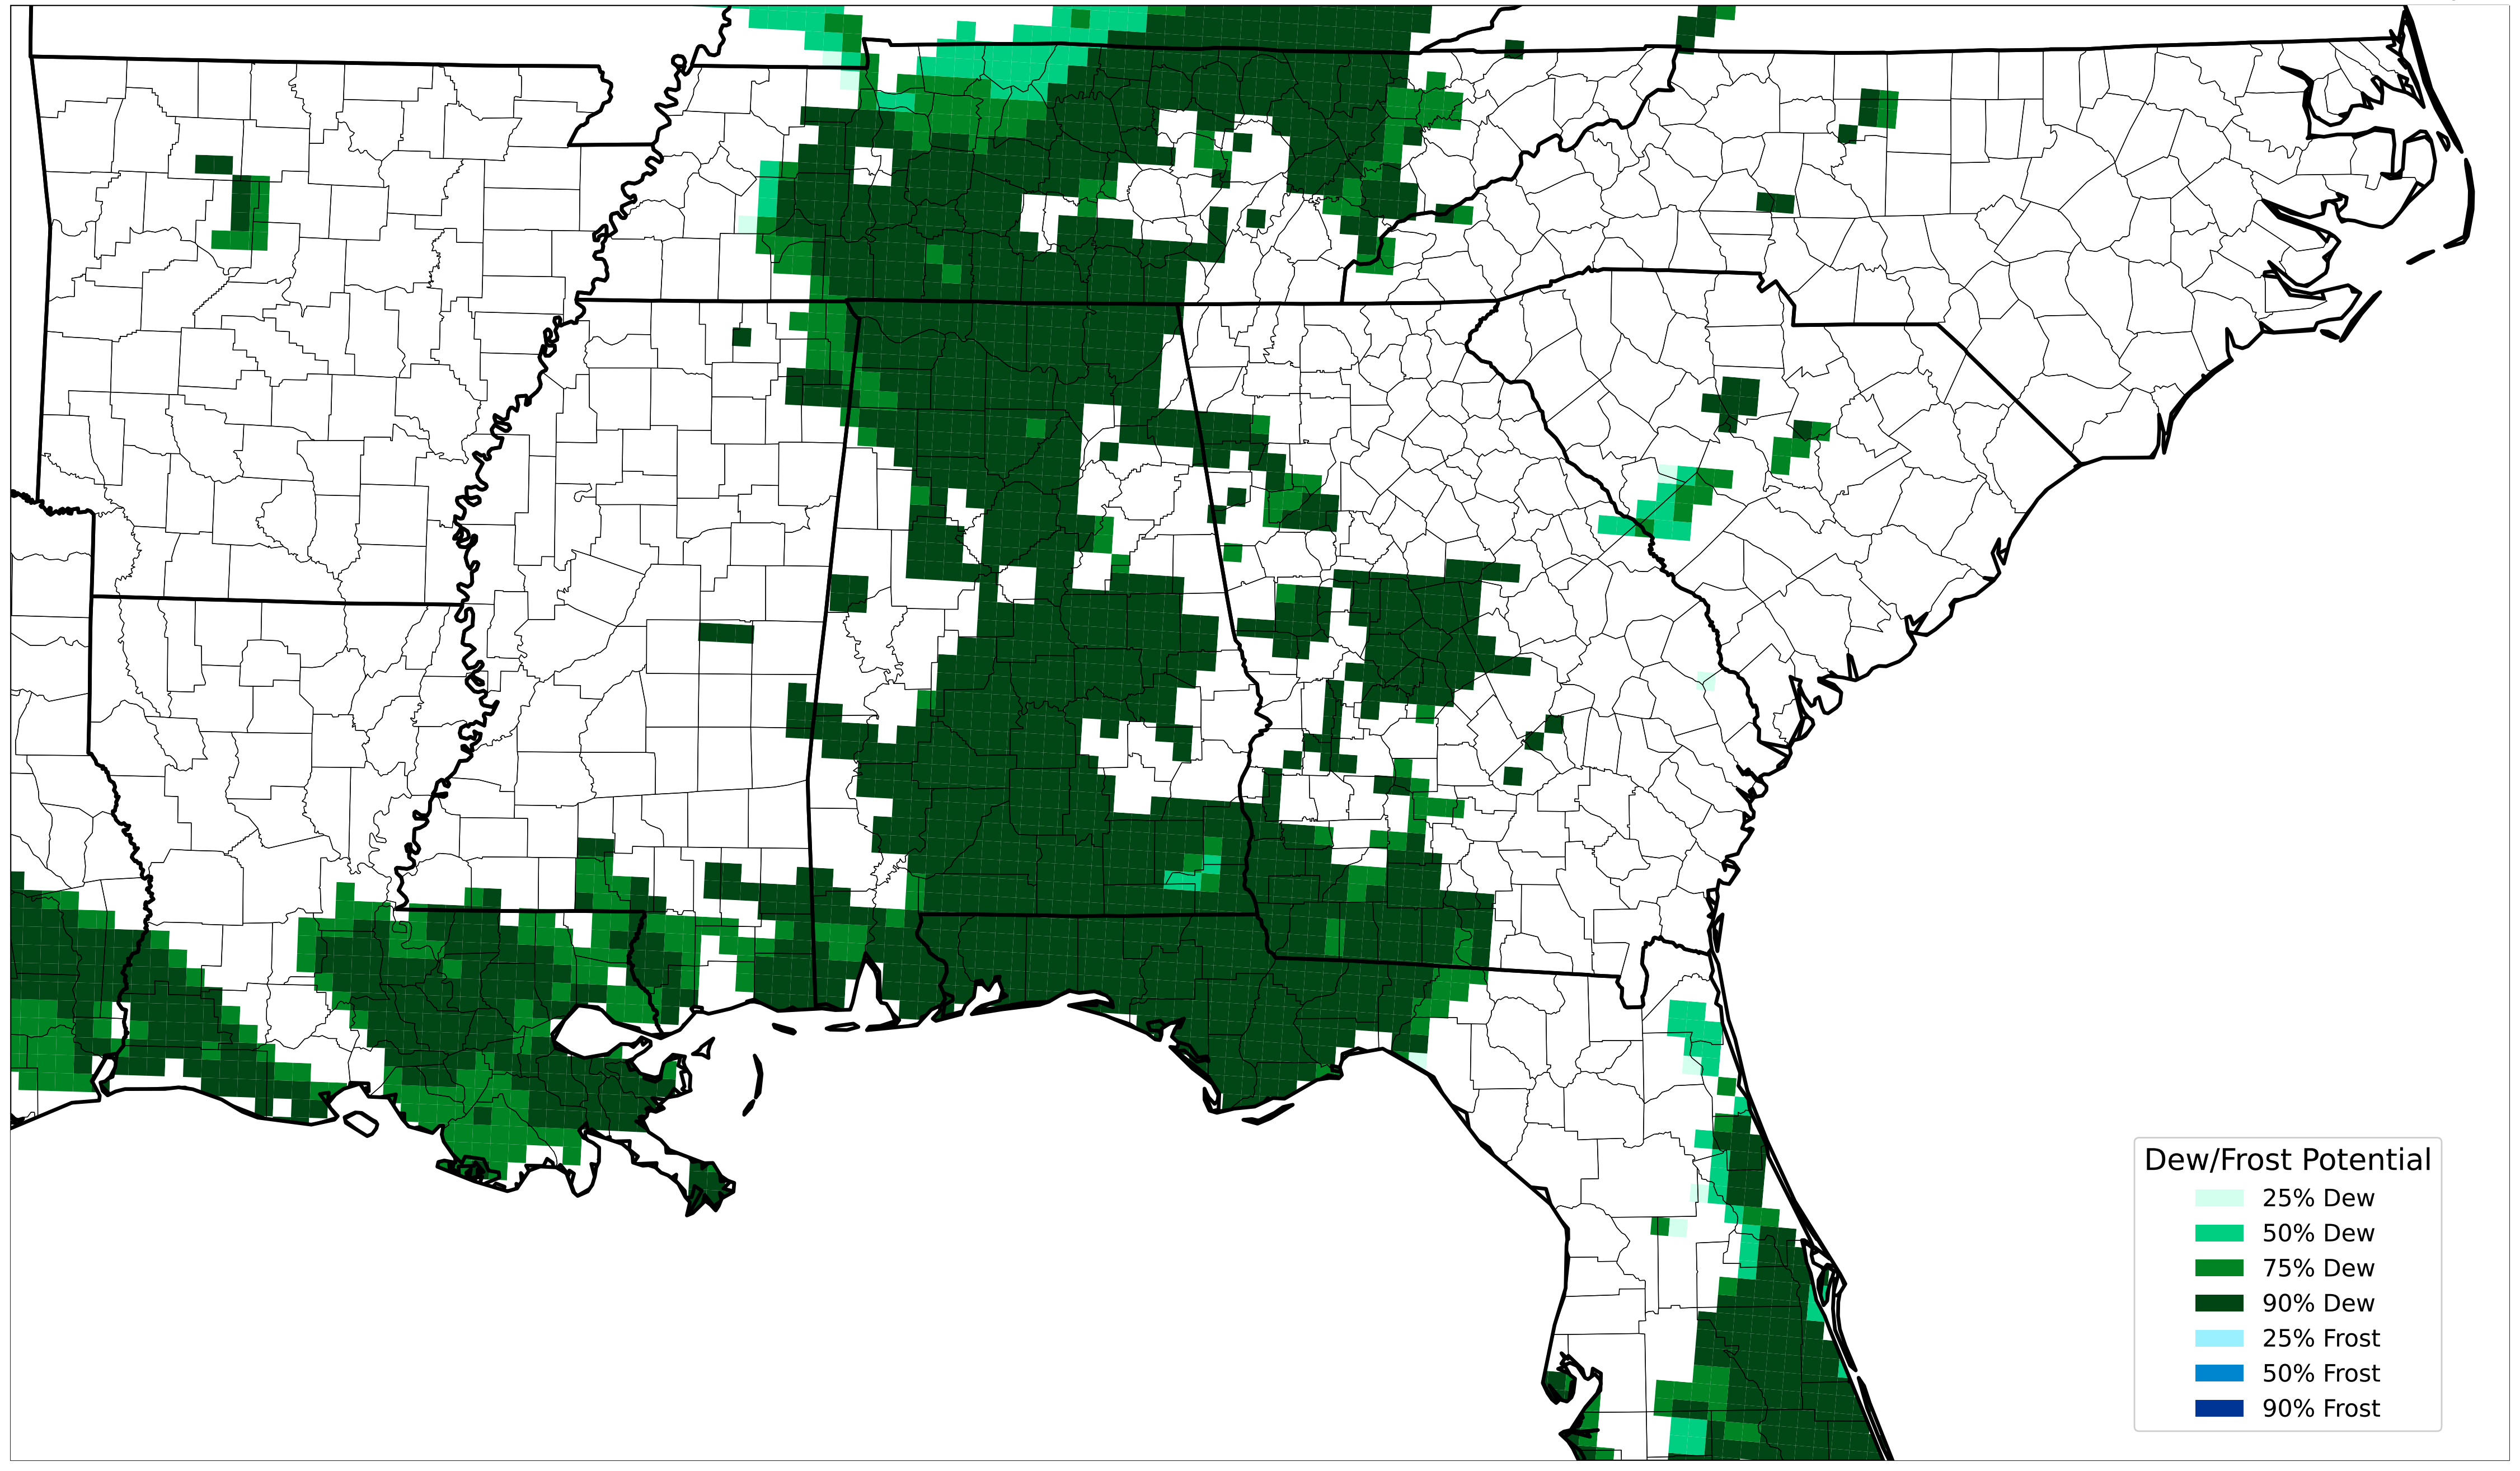 Dew/Frost Potential
25% Dew
50% Dew
75% Dew
90% Dew
25% Frost
50% Frost
90% Frost